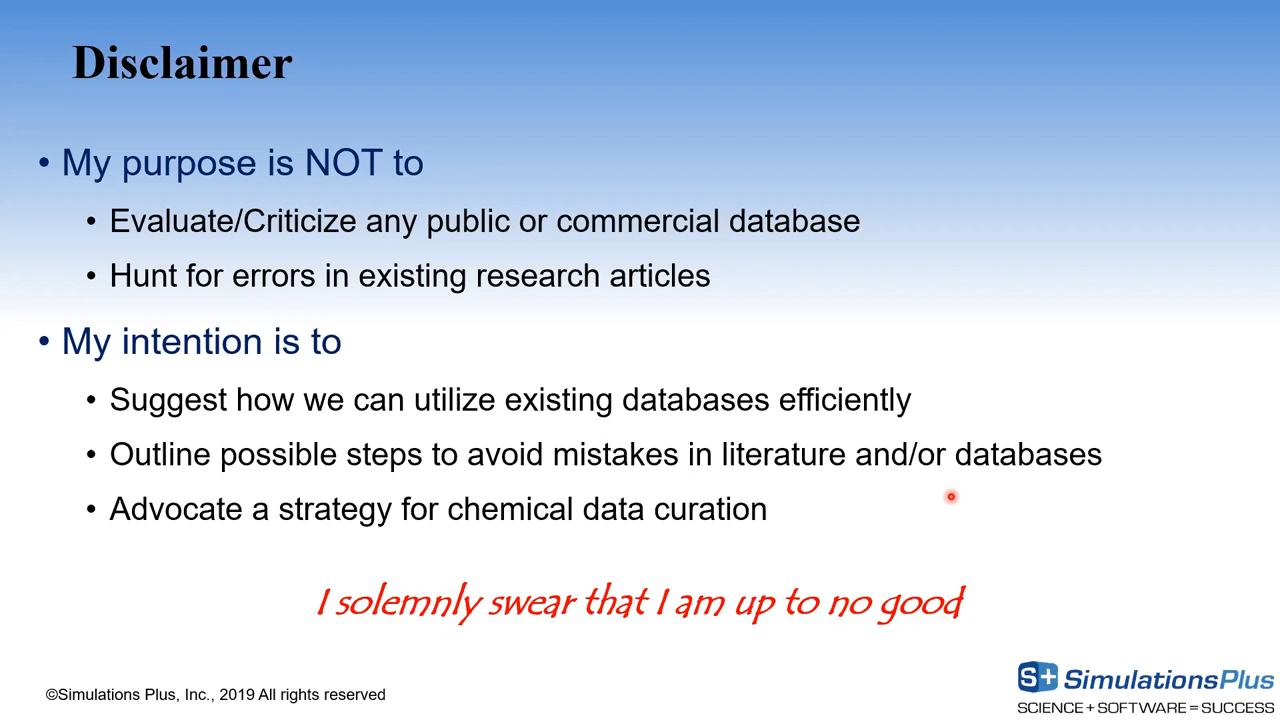 Disclaimer
• My purpose is NOT to
• Evaluate/Criticize any public or commercial database
• Hunt for errors in existing research articles
• My intention is to
• Suggest how we can utilize existing databases efficiently
• Outline possible steps to avoid mistakes in literature and/or databases
• Advocate a strategy for chemical data curation
I solemnly swear that I am up to no good
©Simulations Plus, Inc., 2019 All rights reserved
S+ SimulationsPlus
SCIENCE + SOFTWARE = SUCCESS